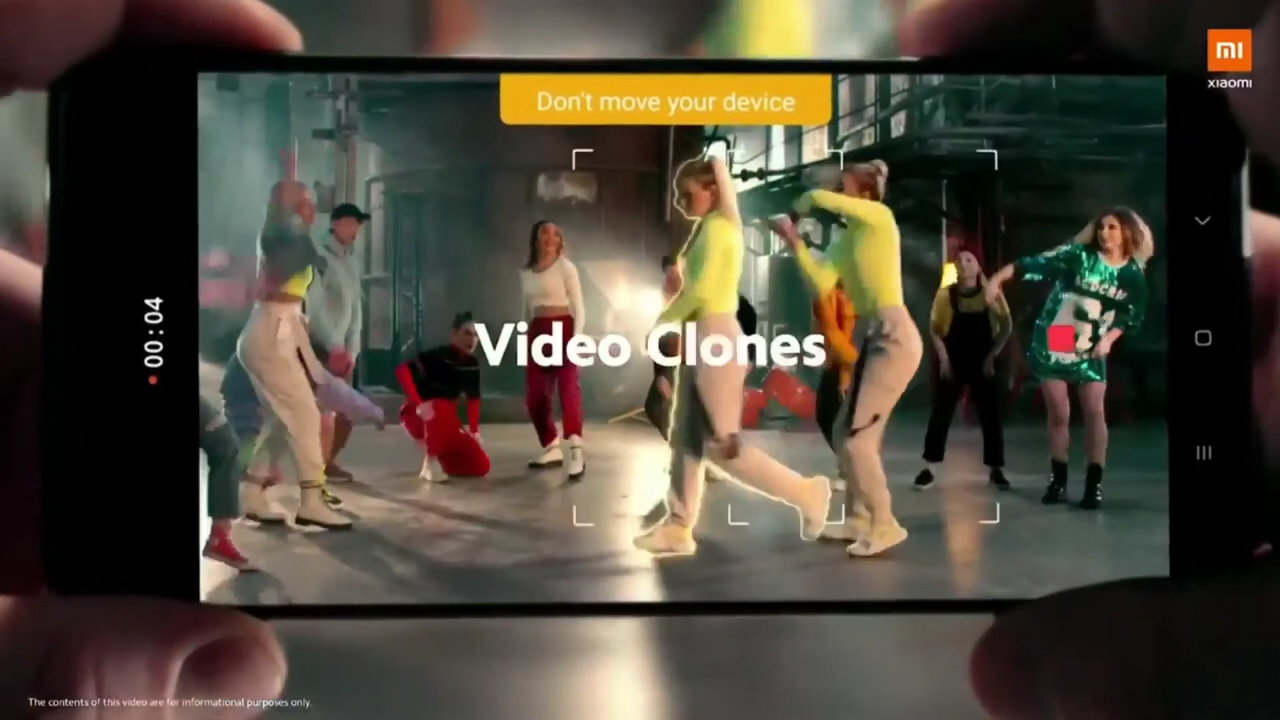 mi
xiaomi
Don't move your device
00:04
Video Clones
The contents of this video are for informational purposes only.